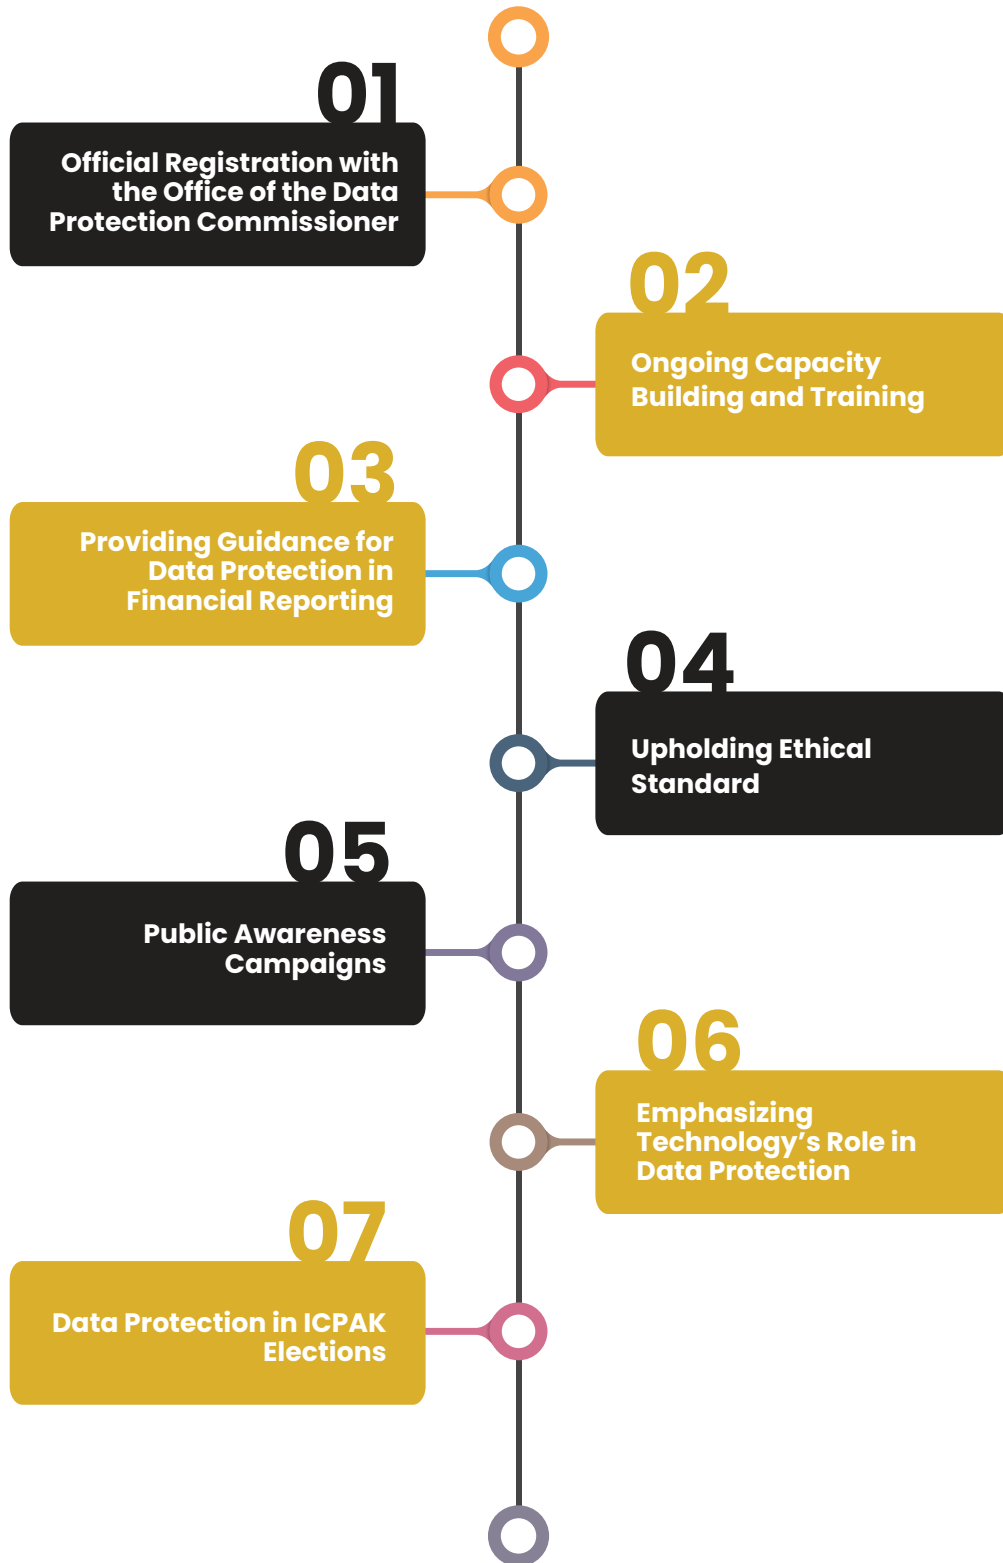 01
Official Registration with
the Office of the Data
Protection Commissioner
02
Ongoing Capacity
Building and Training
03
Providing Guidance for
Data Protection in
Financial Reporting
04
Upholding Ethical
Standard
05
Public Awareness
Campaigns
06
Emphasizing
Technology’s Role in
Data Protection
07
Data Protection in ICPAK
Elections